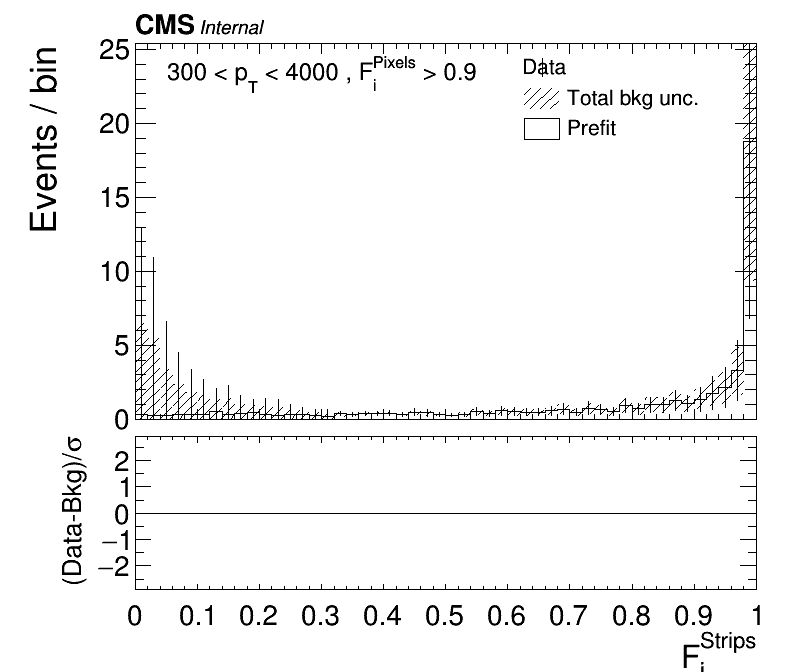 CMS Internal
300 < p_T < 4000 , F_i^Pixels > 0.9
Data
Total bkg unc.
Prefit
Events / bin
25
20
15
10
5
0
(Data-Bkg)/σ
2
1
0
−1
−2
0 0.1 0.2 0.3 0.4 0.5 0.6 0.7 0.8 0.9 1
F_i^Strips